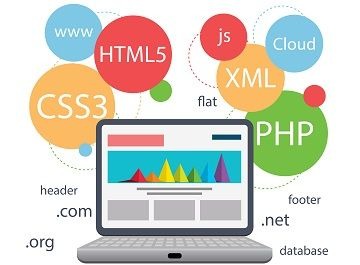 www
js
Cloud
HTML5
XML
CSS3
flat
PHP
header
footer
.com
.net
.org
database